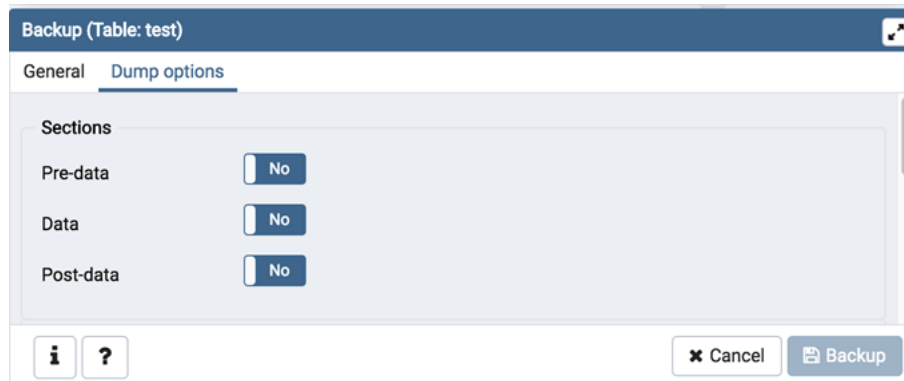 Backup (Table: test)
General Dump options
Sections
Pre-data No
Data No
Post-data No
i ? Cancel Backup